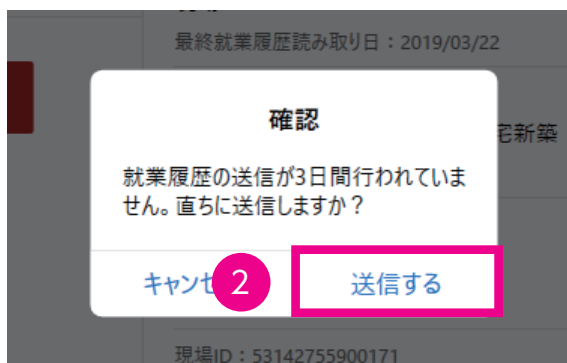 最終就業履歴読み取り日：2019/03/22
確認
宅新築
就業履歴の送信が3日間行われていま
せん。直ちに送信しますか？
キャンセ
2
送信する
現場ID：53142755900171